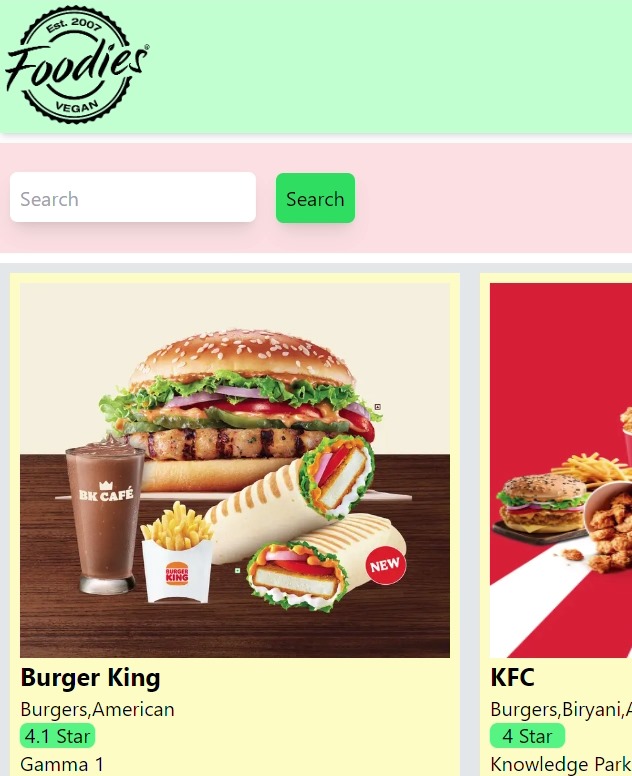 Est. 2007
Foodies®
VEGAN
Search
Search
BK CAFÉ
BURGER
KING
NEW
Burger King
Burgers,American
4.1 Star
Gamma 1
KFC
Burgers,Biryani,A
4 Star
Knowledge Park